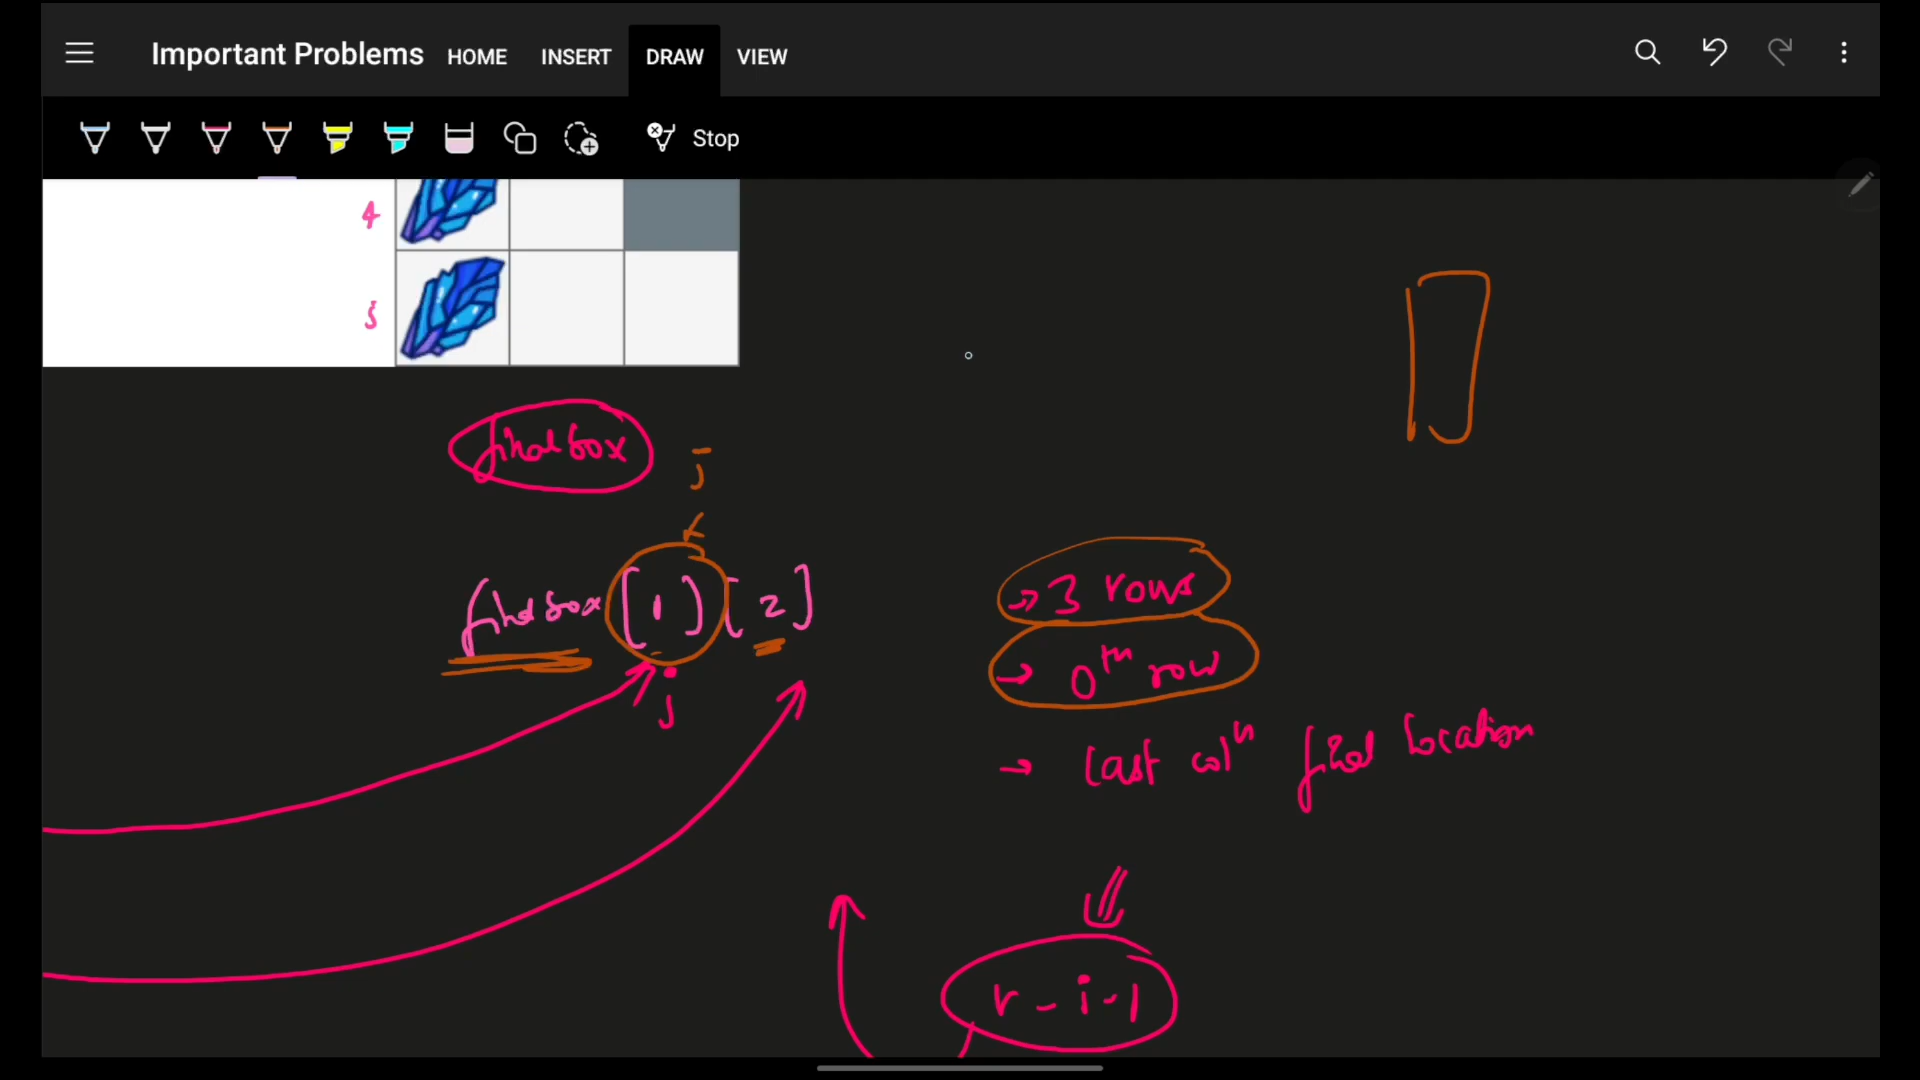 Important Problems HOME INSERT DRAW VIEW
Stop
4
5
final box
j
final box [1] [2]
j
→ 3 rows
→ 0th row
→ last coln final location
r - i - 1